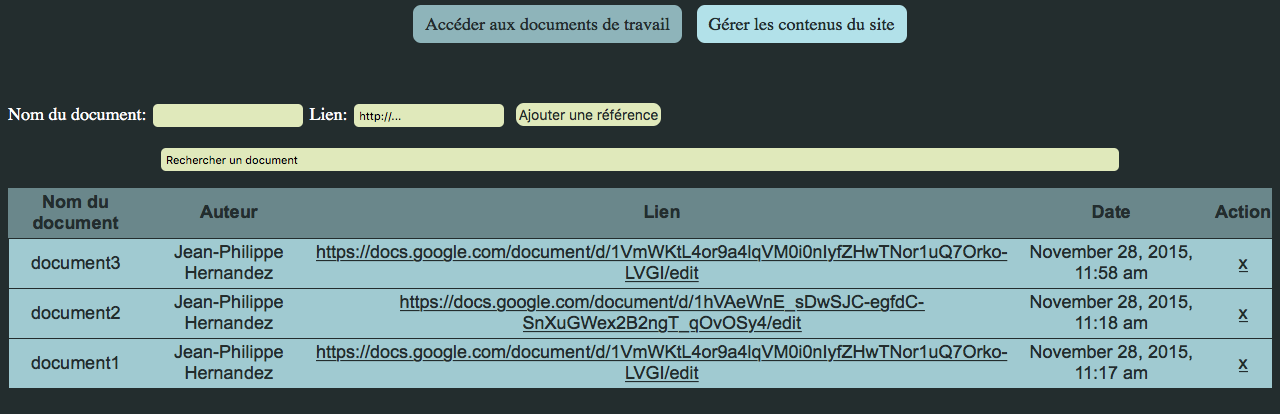 Accéder aux documents de travail Gérer les contenus du site
Nom du document: Lien: http://... Ajouter une référence
Rechercher un document
Nom du document Auteur Lien Date Action
document3 Jean-Philippe Hernandez https://docs.google.com/document/d/1VmWKtL4or9a4lqVM0i0nIyfZHwTNor1uQ7Orko-LVGI/edit November 28, 2015, 11:58 am x
document2 Jean-Philippe Hernandez https://docs.google.com/document/d/1hVAeWnE_sDwSJC-egfdC-SnXuGWex2B2ngT_qOvOSy4/edit November 28, 2015, 11:18 am x
document1 Jean-Philippe Hernandez https://docs.google.com/document/d/1VmWKtL4or9a4lqVM0i0nIyfZHwTNor1uQ7Orko-LVGI/edit November 28, 2015, 11:17 am x